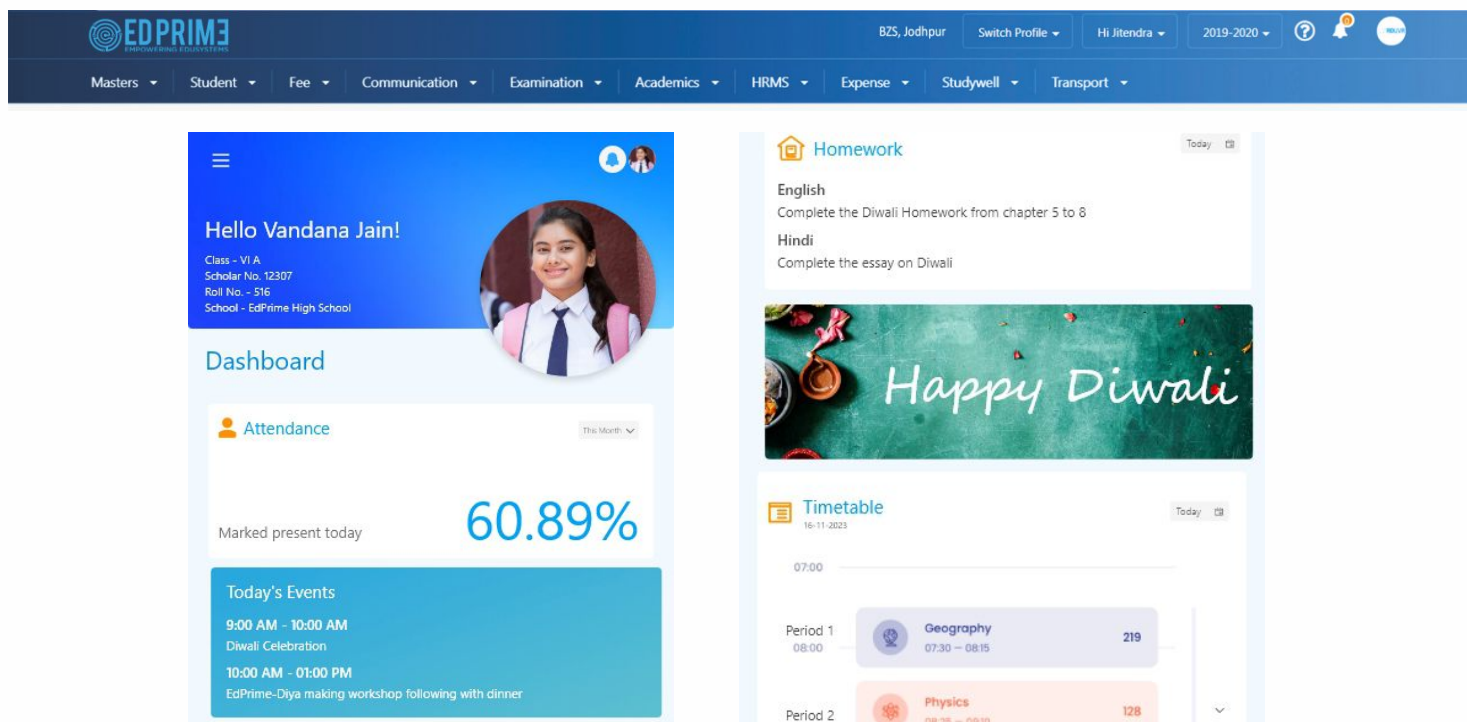 EDPRIME
EMPOWERING EDUSYSTEMS
BZS, Jodhpur
Switch Profile
Hi Jitendra
2019-2020
Masters
Student
Fee
Communication
Examination
Academics
HRMS
Expense
Studywell
Transport
Hello Vandana Jain!
Class - VI A
Scholar No. 12307
Roll No. - 516
School - EdPrime High School
Dashboard
Attendance
This Month
Marked present today
60.89%
Today's Events
9:00 AM - 10:00 AM
Diwali Celebration
10:00 AM - 01:00 PM
EdPrime-Diya making workshop following with dinner
Homework
Today
English
Complete the Diwali Homework from chapter 5 to 8
Hindi
Complete the essay on Diwali
Happy Diwali
Timetable
16-11-2023
Today
07:00
Period 1
08:00
Geography
07:30 – 08:15
219
Period 2
Physics
128